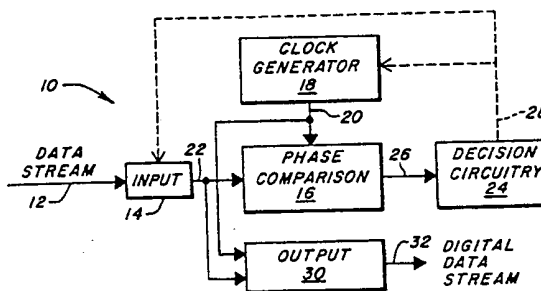 CLOCK
GENERATOR
18
10
20
DATA
STREAM
12
INPUT
14
22
PHASE
COMPARISON
16
26
DECISION
CIRCUITRY
24
OUTPUT
30
32
DIGITAL
DATA
STREAM